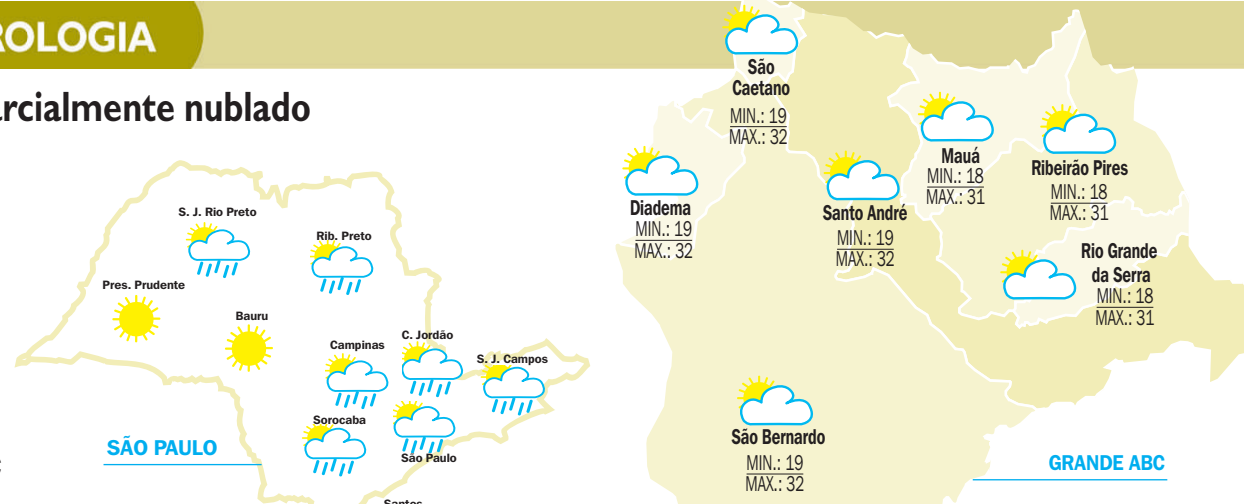 ROLOGIA
arcialmente nublado
S. J. Rio Preto
Rib. Preto
Pres. Prudente
Bauru
Campinas
C. Jordão
S. J. Campos
Sorocaba
São Paulo
Santos
SÃO PAULO
São
Caetano
MIN.: 19
MAX.: 32
Diadema
MIN.: 19
MAX.: 32
Santo André
MIN.: 19
MAX.: 32
Mauá
MIN.: 18
MAX.: 31
Ribeirão Pires
MIN.: 18
MAX.: 31
Rio Grande
da Serra
MIN.: 18
MAX.: 31
São Bernardo
MIN.: 19
MAX.: 32
GRANDE ABC